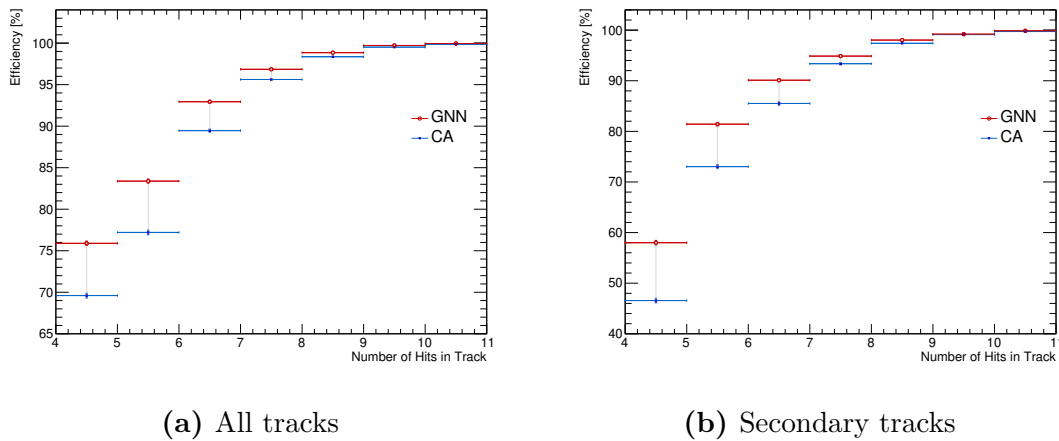 Efficiency [%]
100
95
90
85
80
75
70
65
4 5 6 7 8 9 10 11
Number of Hits in Track
GNN
CA
(a) All tracks
Efficiency [%]
100
90
80
70
60
50
40
4 5 6 7 8 9 10 11
Number of Hits in Track
GNN
CA
(b) Secondary tracks